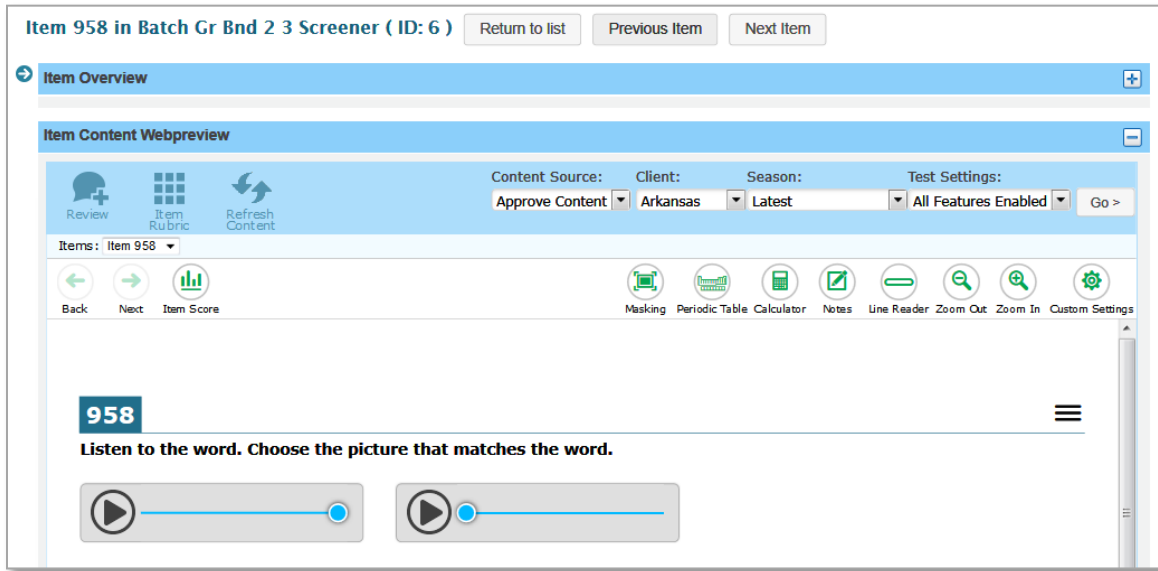 Item 958 in Batch Gr Bnd 2 3 Screener ( ID: 6 ) Return to list Previous Item Next Item
Item Overview
Item Content Webpreview
Content Source: Client: Season: Test Settings:
Approve Content Arkansas Latest All Features Enabled Go >
Review Item Rubric Refresh Content
Items: Item 958
Back Next Item Score Masking Periodic Table Calculator Notes Line Reader Zoom Out Zoom In Custom Settings
958
Listen to the word. Choose the picture that matches the word.